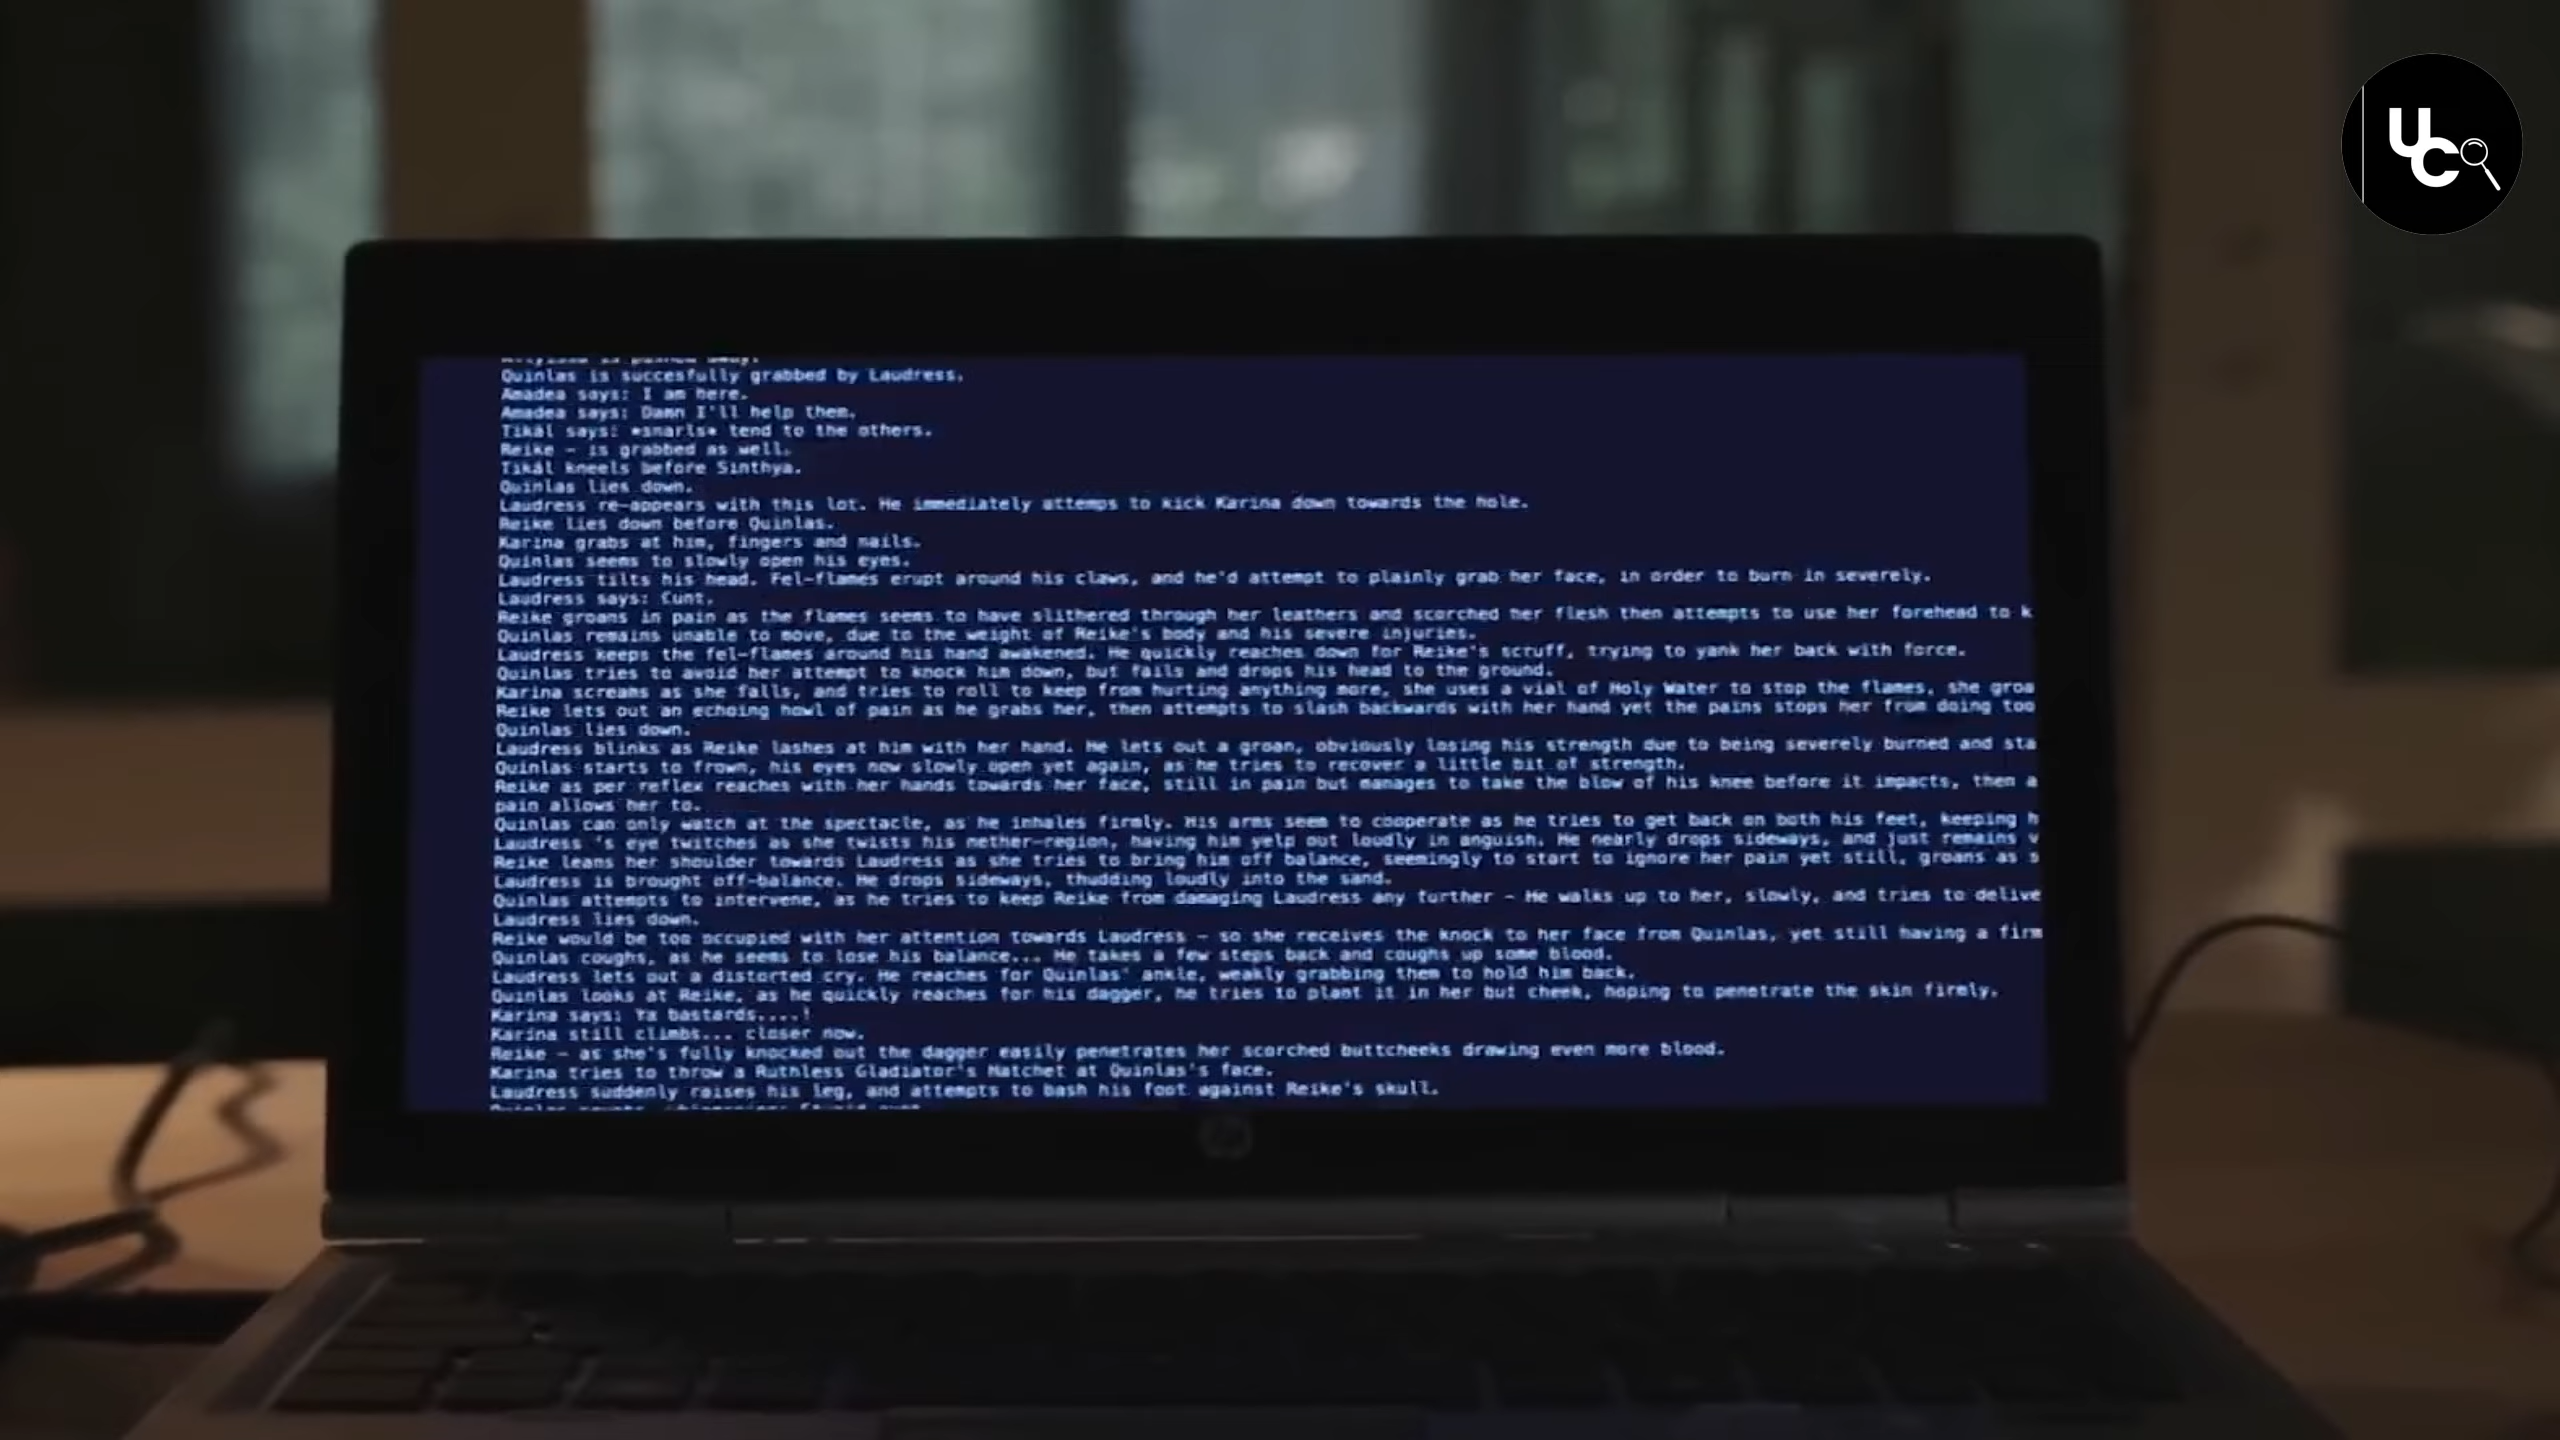 UC
Quinlas is succesfully grabbed by Laudress.
Amadea says: I am here.
Amadea says: Damn I'll help them.
Tikál says: *snarls* tend to the others.
Reike - is grabbed as well.
Tikál kneels before Sinthya.
Quinlas lies down.
Laudress re-appears with this lot. He immediately attemps to kick Karina down towards the hole.
Reike lies down before Quinlas.
Karina grabs at him, fingers and nails.
Quinlas seems to slowly open his eyes.
Laudress tilts his head. Fel-flames erupt around his claws, and he'd attempt to plainly grab her face, in order to burn in severely.
Laudress says: Cunt.
Reike groans in pain as the flames seems to have slithered through her leathers and scorched her flesh then attempts to use her forehead to k
Quinlas remains unable to move, due to the weight of Reike's body and his severe injuries.
Laudress keeps the fel-flames around his hand awakened. He quickly reaches down for Reike's scruff, trying to yank her back with force.
Quinlas tries to avoid her attempt to knock him down, but fails and drops his head to the ground.
Karina screams as she falls, and tries to roll to keep from hurting anything more, she uses a vial of Holy Water to stop the flames, she groa
Reike lets out an echoing howl of pain as he grabs her, then attempts to slash backwards with her hand yet the pains stops her from doing too
Quinlas lies down.
Laudress blinks as Reike lashes at him with her hand. He lets out a groan, obviously losing his strength due to being severely burned and sta
Quinlas starts to frown, his eyes now slowly open yet again, as he tries to recover a little bit of strength.
Reike as per reflex reaches with her hands towards her face, still in pain but manages to take the blow of his knee before it impacts, then a
pain allows her to.
Quinlas can only watch at the spectacle, as he inhales firmly. His arms seem to cooperate as he tries to get back on both his feet, keeping h
Laudress 's eye twitches as she twists his nether-region, having him yelp out loudly in anguish. He nearly drops sideways, and just remains v
Reike leans her shoulder towards Laudress as she tries to bring him off balance, seemingly to start to ignore her pain yet still, groans as s
Laudress is brought off-balance. He drops sideways, thudding loudly into the sand.
Quinlas attempts to intervene, as he tries to keep Reike from damaging Laudress any further - He walks up to her, slowly, and tries to delive
Laudress lies down.
Reike would be too occupied with her attention towards Laudress - so she receives the knock to her face from Quinlas, yet still having a firm
Quinlas coughs, as he seems to lose his balance... He takes a few steps back and coughs up some blood.
Laudress lets out a distorted cry. He reaches for Quinlas' ankle, weakly grabbing them to hold him back.
Quinlas looks at Reike, as he quickly reaches for his dagger, he tries to plant it in her but cheek, hoping to penetrate the skin firmly.
Karina says: Ya bastards....!
Karina still climbs... closer now.
Reike - as she's fully knocked out the dagger easily penetrates her scorched buttcheeks drawing even more blood.
Karina tries to throw a Ruthless Gladiator's Hatchet at Quinlas's face.
Laudress suddenly raises his leg, and attempts to bash his foot against Reike's skull.